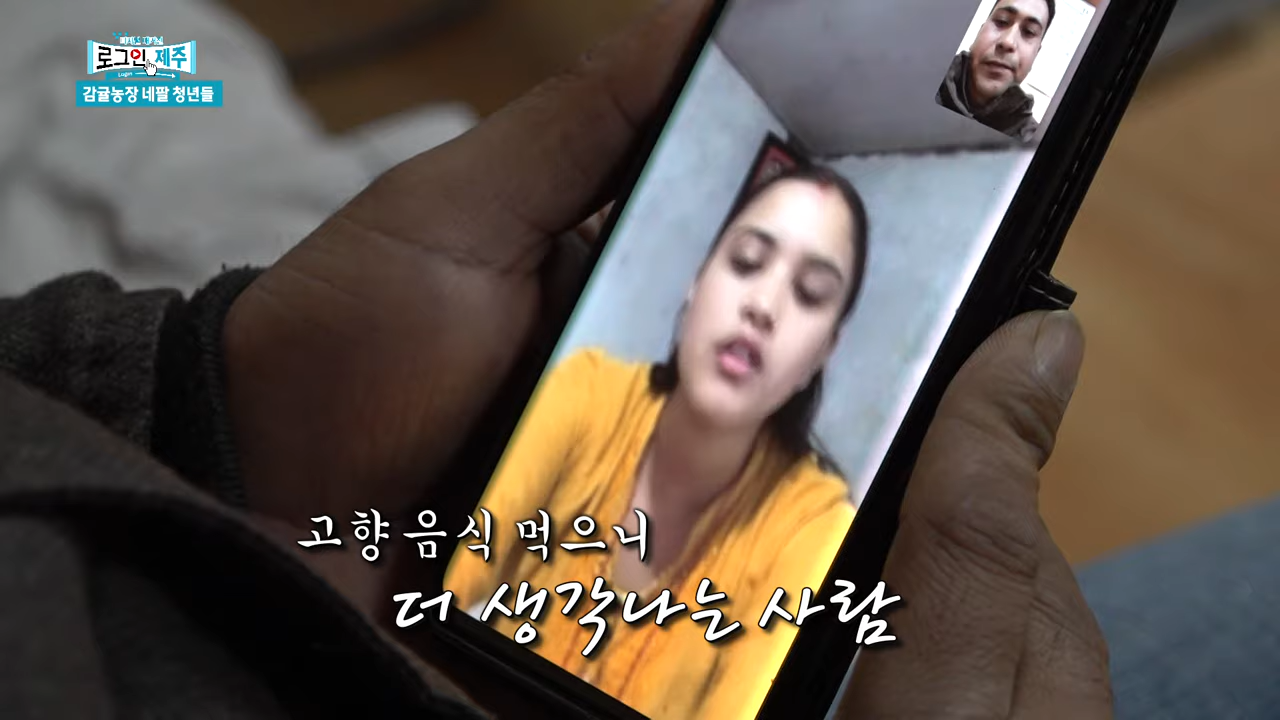 로그인 제주
Login
감귤농장 네팔 청년들
고향 음식 먹으니
더 생각나는 사람